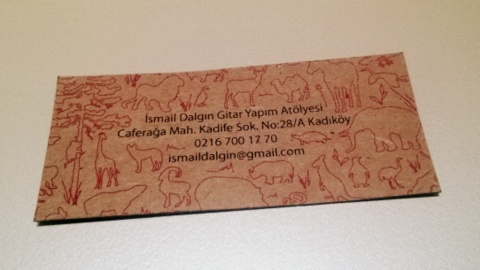 İsmail Dalgın Gitar Yapım Atölyesi
Caferağa Mah. Kadife Sok. No:28/A Kadıköy
0216 700 17 70
ismaildalgin@gmail.com